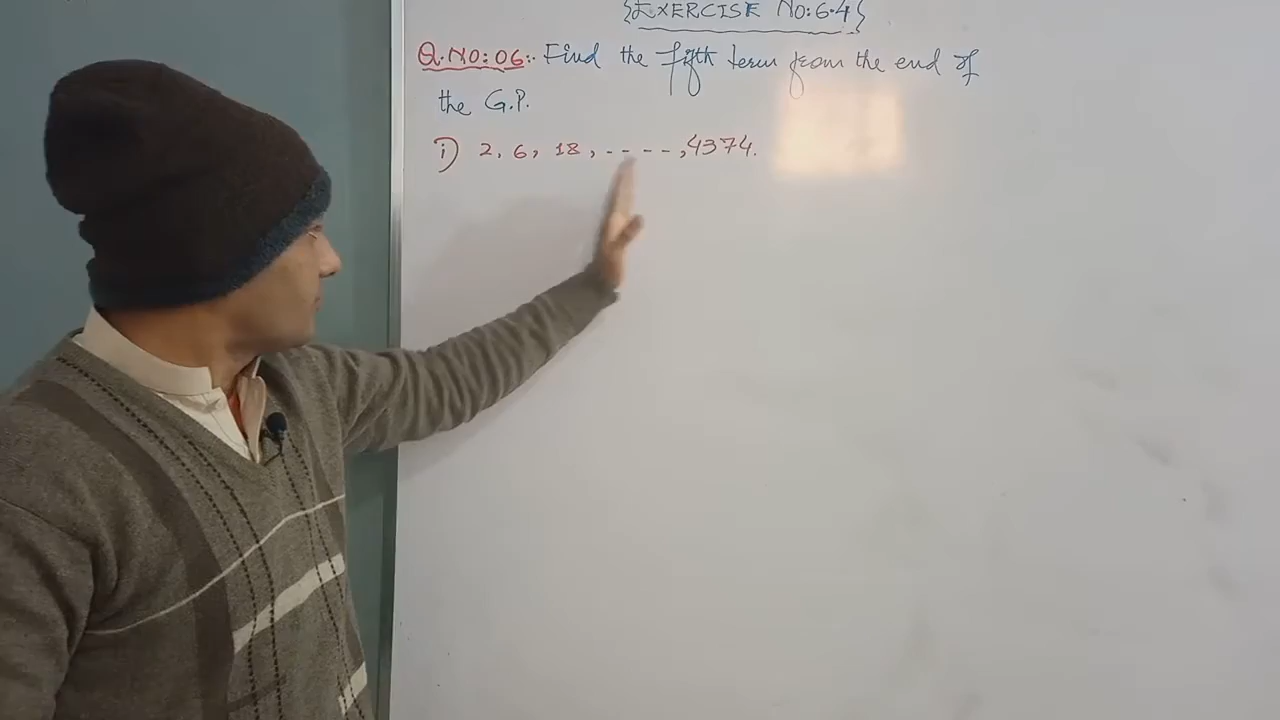 {EXERCISE NO:6.4}
Q.NO:06:- Find the fifth term from the end of
the G.P.
i) 2, 6, 18, ----, 4374.